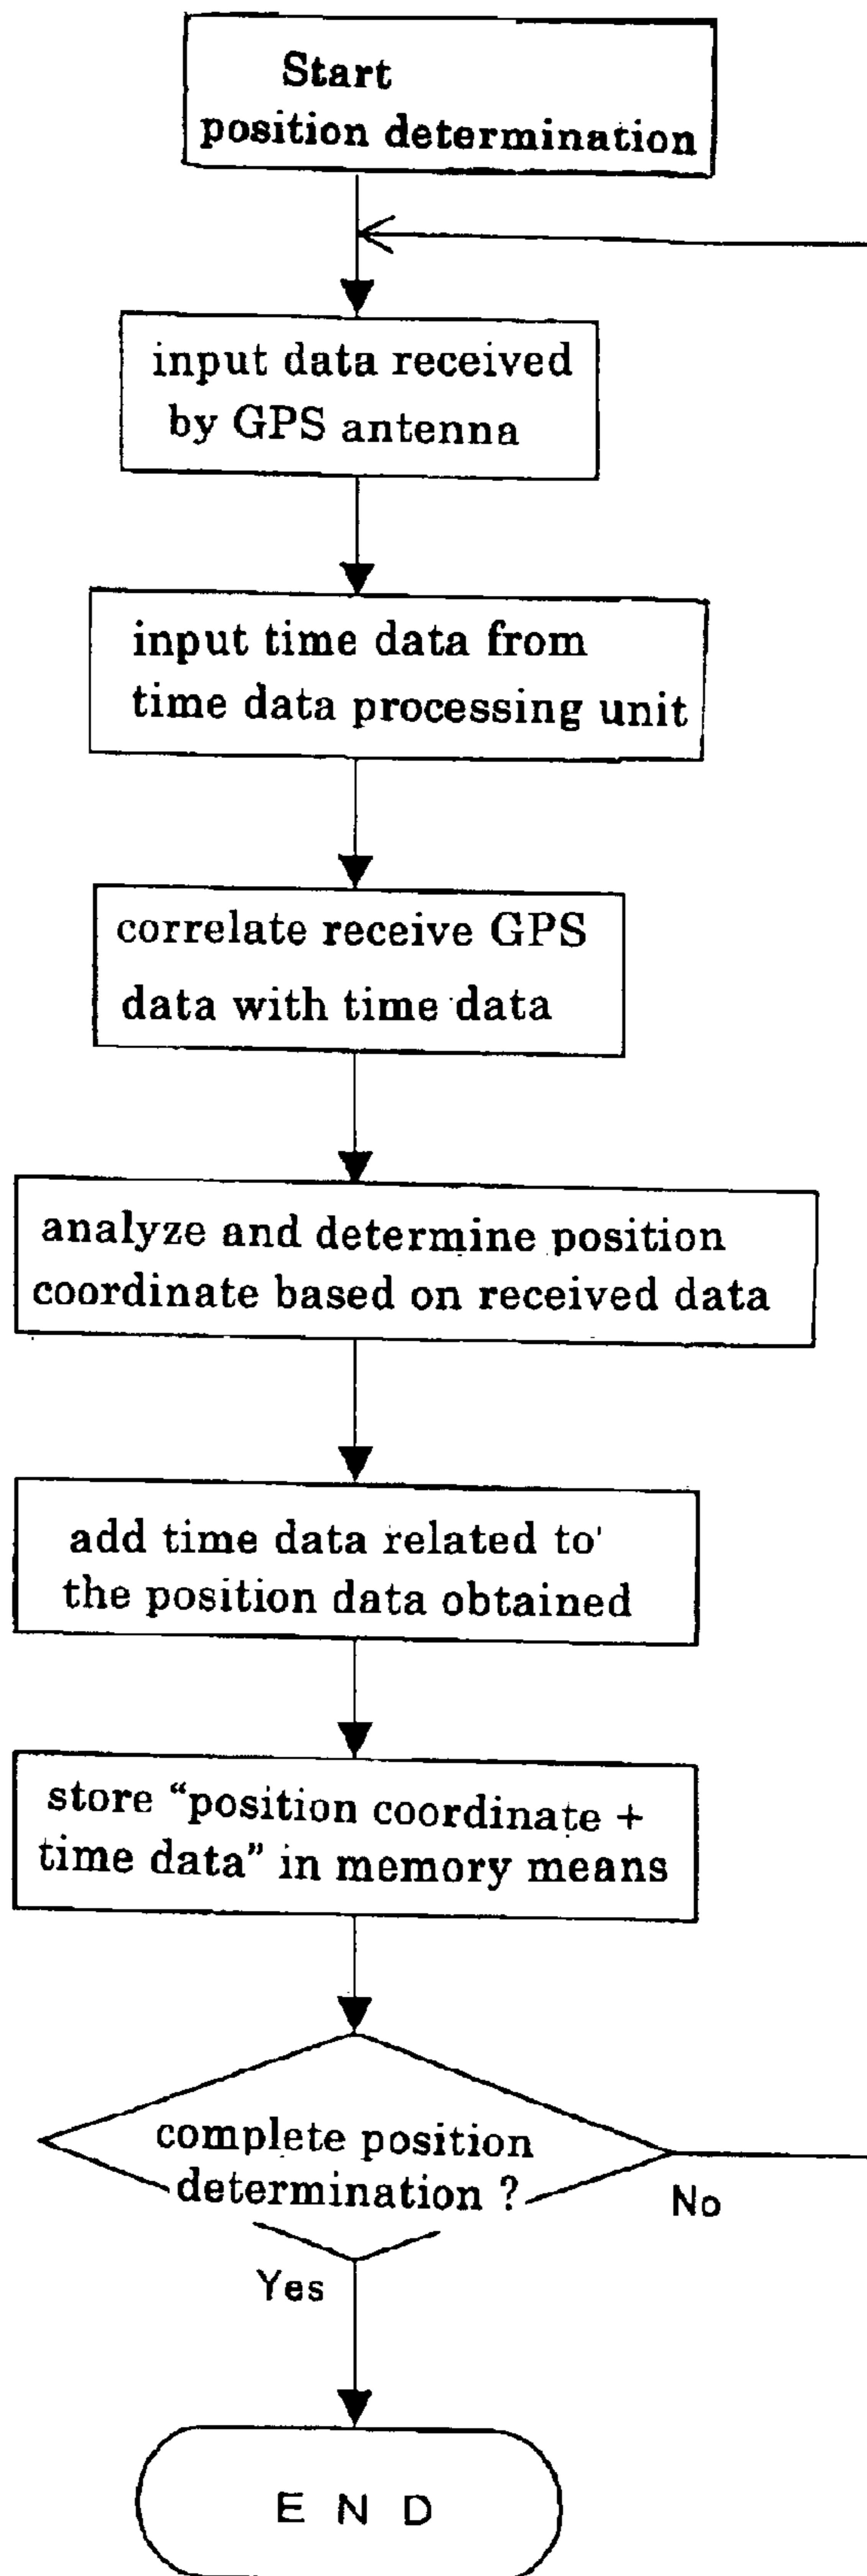 Start
position determination
input data received
by GPS antenna
input time data from
time data processing unit
correlate receive GPS
data with time data
analyze and determine position
coordinate based on received data
add time data related to
the position data obtained
store “position coordinate +
time data” in memory means
complete position
determination ?
No
Yes
E N D